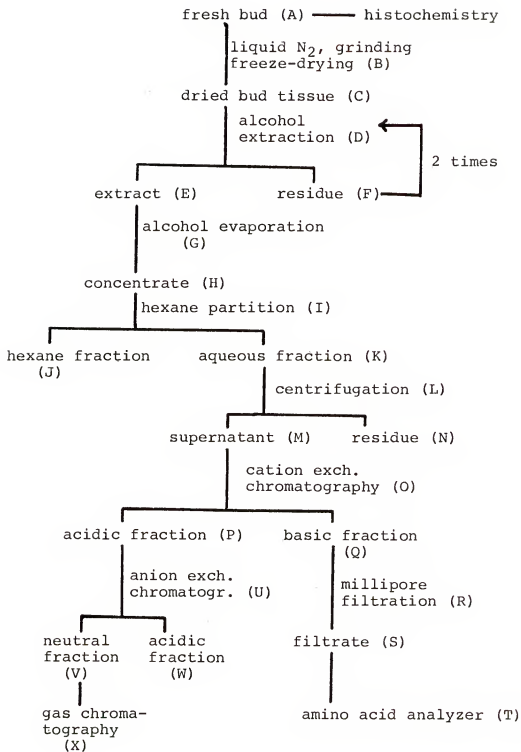 fresh bud (A) histochemistry
liquid N2, grinding
freeze-drying (B)
dried bud tissue (C)
alcohol
extraction (D)
2 times
extract (E) residue (F)
alcohol evaporation
(G)
concentrate (H)
hexane partition (I)
hexane fraction aqueous fraction (K)
(J)
centrifugation (L)
supernatant (M) residue (N)
cation exch.
chromatography (O)
acidic fraction (P) basic fraction
(Q)
anion exch.
chromatogr. (U)
millipore
filtration (R)
neutral
fraction
(V)
acidic
fraction
(W)
filtrate (S)
gas chroma-
tography
(X)
amino acid analyzer (T)